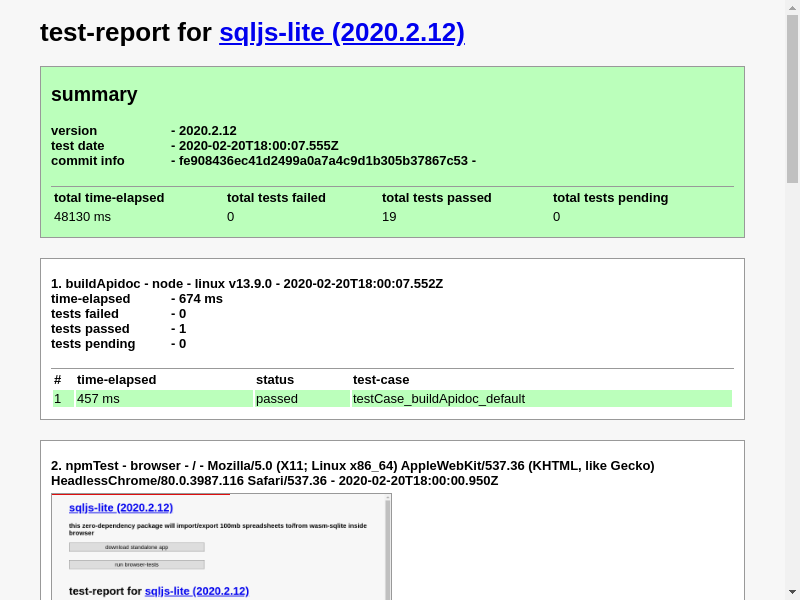 test-report for sqljs-lite (2020.2.12)
summary
version - 2020.2.12
test date - 2020-02-20T18:00:07.555Z
commit info - fe908436ec41d2499a0a7a4c9d1b305b37867c53 -
total time-elapsed total tests failed total tests passed total tests pending
48130 ms 0 19 0
1. buildApidoc - node - linux v13.9.0 - 2020-02-20T18:00:07.552Z
time-elapsed - 674 ms
tests failed - 0
tests passed - 1
tests pending - 0
# time-elapsed status test-case
1 457 ms passed testCase_buildApidoc_default
2. npmTest - browser - / - Mozilla/5.0 (X11; Linux x86_64) AppleWebKit/537.36 (KHTML, like Gecko)
HeadlessChrome/80.0.3987.116 Safari/537.36 - 2020-02-20T18:00:00.950Z
sqljs-lite (2020.2.12)
this zero-dependency package will import/export 100mb spreadsheets to/from wasm-sqlite inside
browser
download standalone app
run browser-tests
test-report for sqljs-lite (2020.2.12)